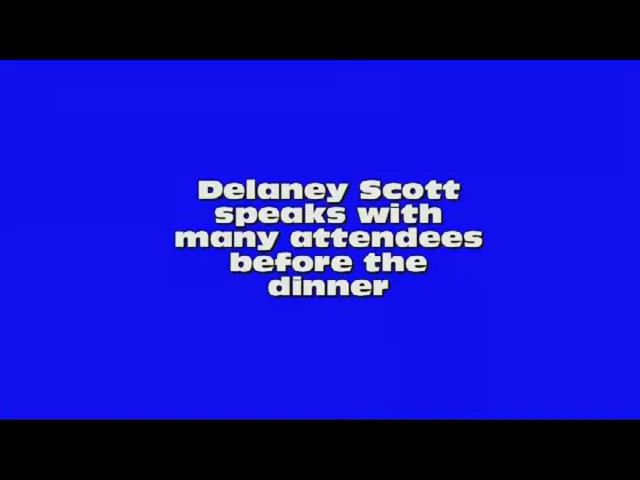 Delaney Scott
speaks with
many attendees
before the
dinner